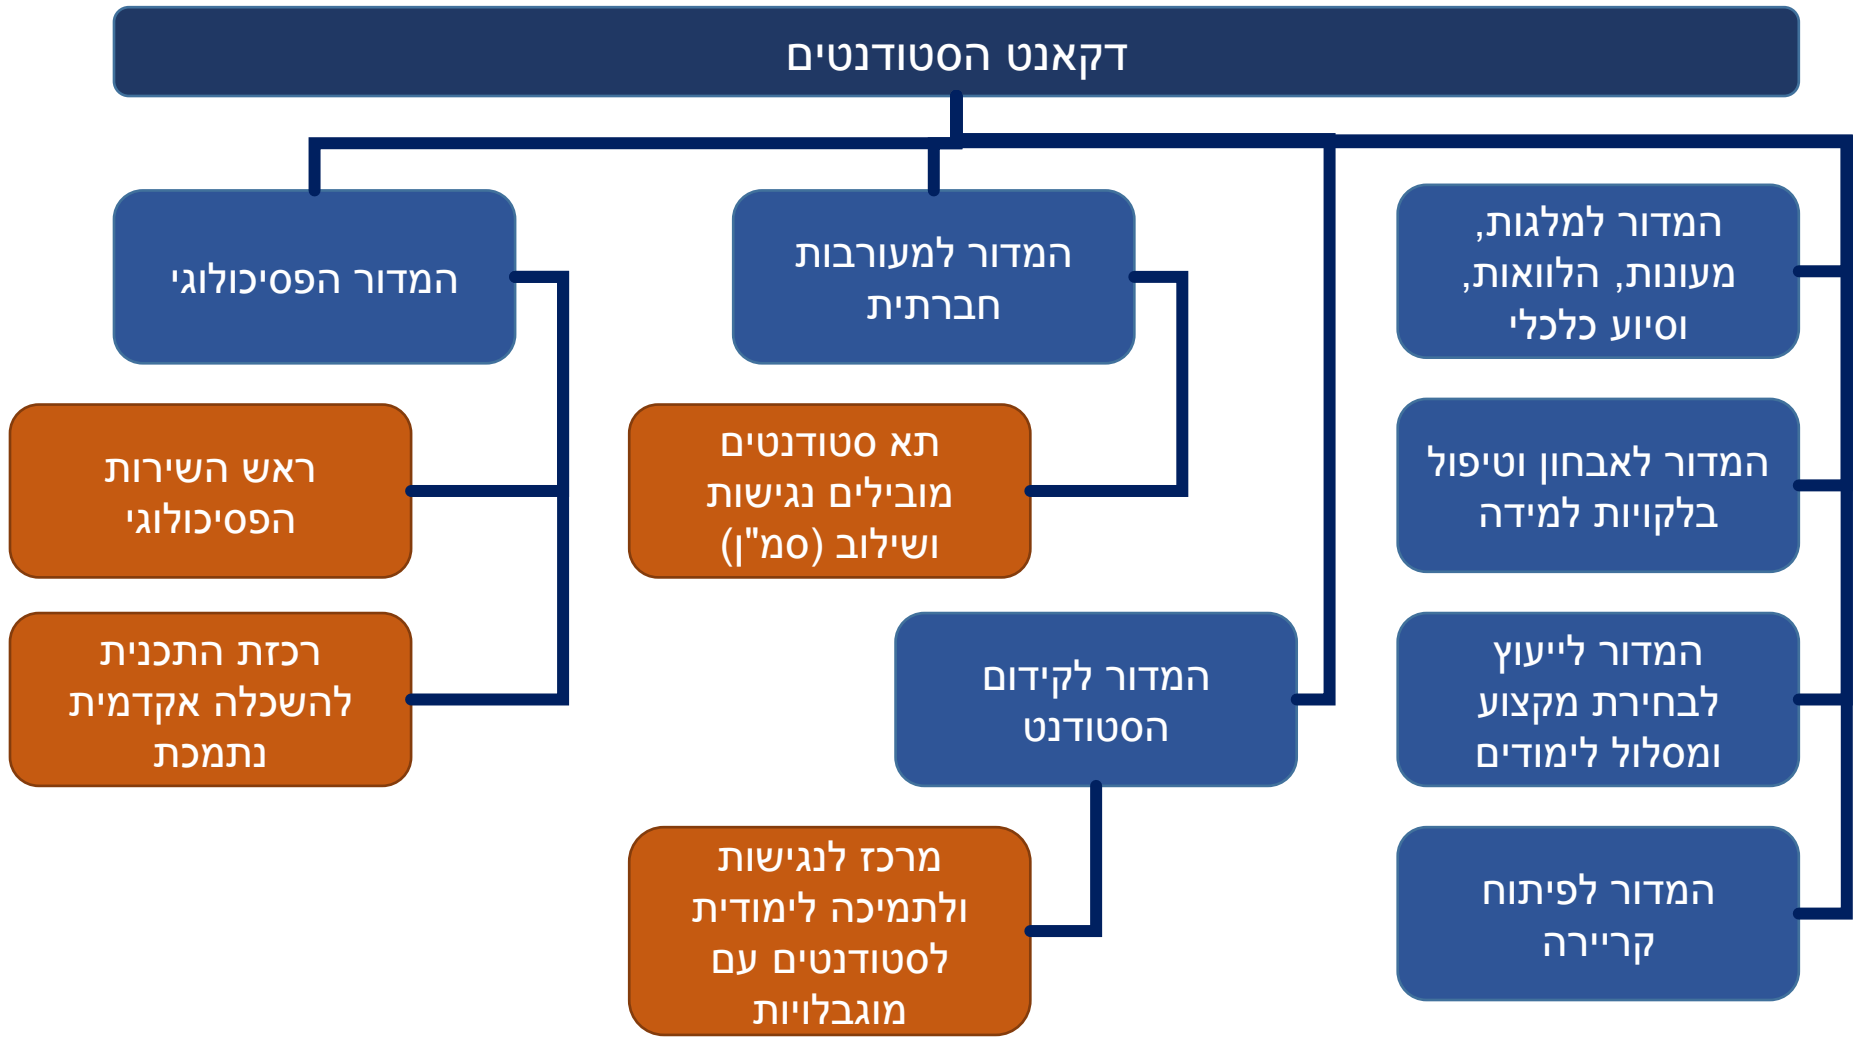 דקאנט הסטודנטים
המדור למלגות,
מעונות, הלוואות,
וסיוע כלכלי
המדור למעורבות
חברתית
המדור הפסיכולוגי
המדור לאבחון וטיפול
בלקויות למידה
תא סטודנטים
מובילים נגישות
ושילוב (סמ"ן)
ראש השירות
הפסיכולוגי
המדור לייעוץ
לבחירת מקצוע
ומסלול לימודים
המדור לקידום
הסטודנט
רכזת התכנית
להשכלה אקדמית
נתמכת
המדור לפיתוח
קריירה
מרכז לנגישות
ולתמיכה לימודית
לסטודנטים עם
מוגבלויות